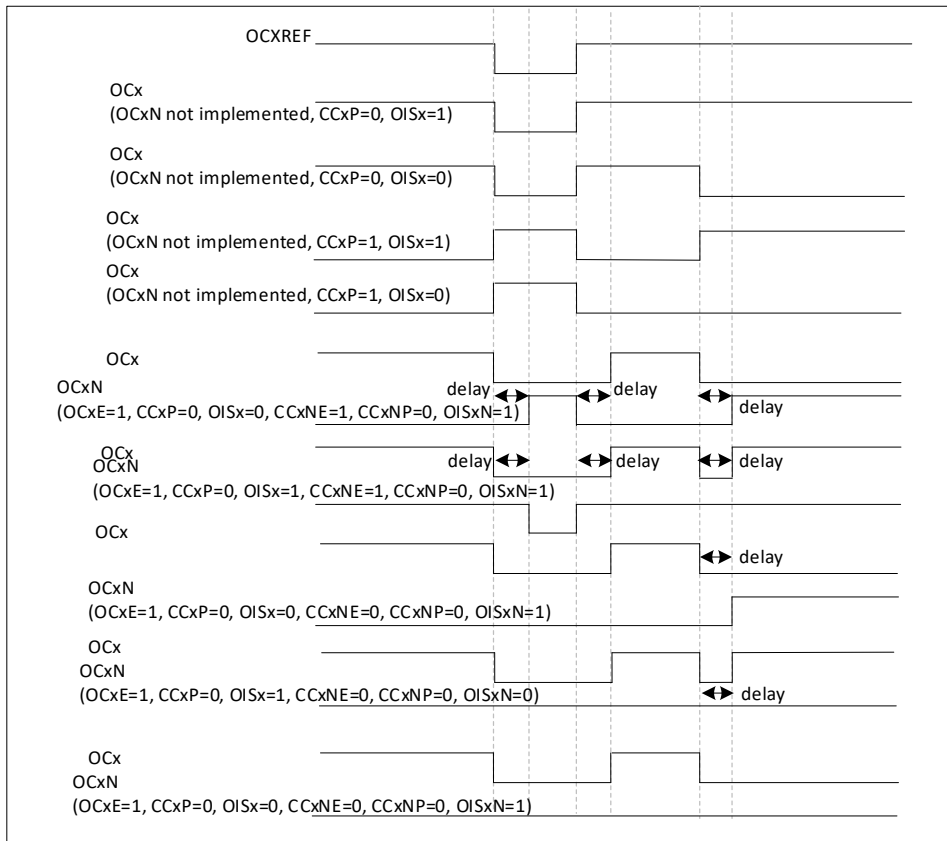 OCXREF
OCx
(OCxN not implemented, CCxP=0, OISx=1)
OCx
(OCxN not implemented, CCxP=0, OISx=0)
OCx
(OCxN not implemented, CCxP=1, OISx=1)
OCx
(OCxN not implemented, CCxP=1, OISx=0)
OCx
OCxN
delay
delay
delay
(OCxE=1, CCxP=0, OISx=0, CCxNE=1, CCxNP=0, OISxN=1)
OCx
OCxN
delay
delay
delay
(OCxE=1, CCxP=0, OISx=1, CCxNE=1, CCxNP=0, OISxN=1)
OCx
delay
OCxN
(OCxE=1, CCxP=0, OISx=0, CCxNE=0, CCxNP=0, OISxN=1)
OCx
OCxN
(OCxE=1, CCxP=0, OISx=1, CCxNE=0, CCxNP=0, OISxN=0)
delay
OCx
OCxN
(OCxE=1, CCxP=0, OISx=0, CCxNE=0, CCxNP=0, OISxN=1)